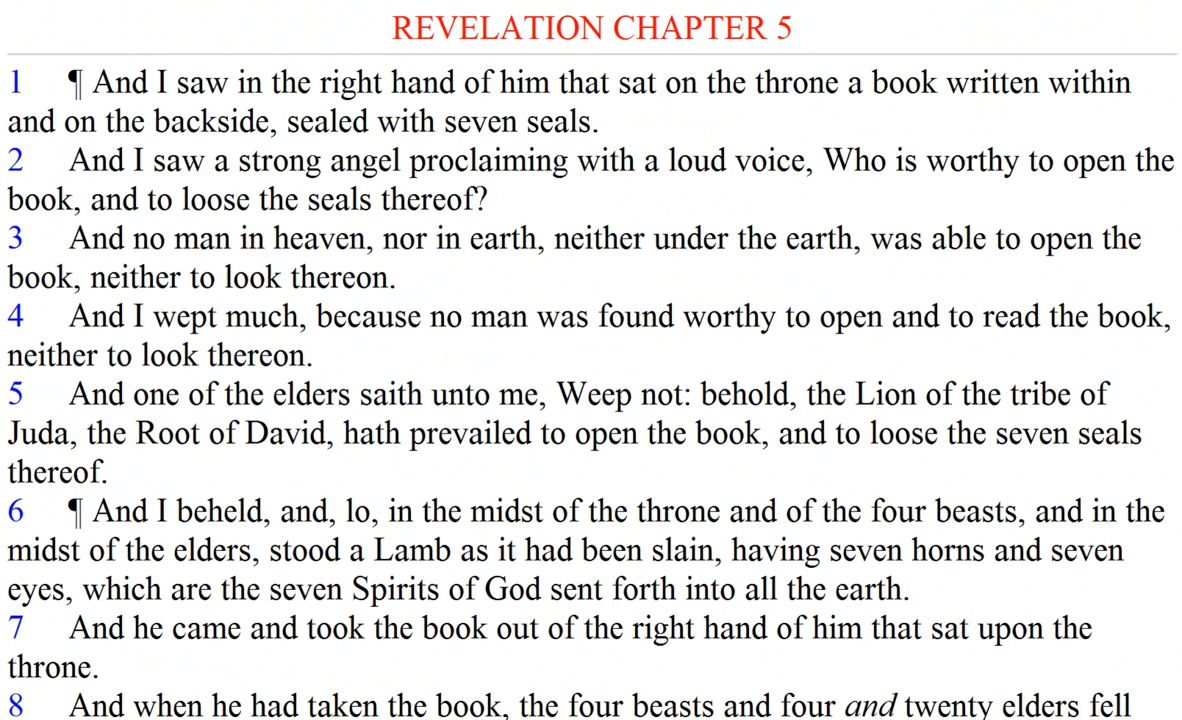 REVELATION CHAPTER 5
1 ¶ And I saw in the right hand of him that sat on the throne a book written within
and on the backside, sealed with seven seals.
2 And I saw a strong angel proclaiming with a loud voice, Who is worthy to open the
book, and to loose the seals thereof?
3 And no man in heaven, nor in earth, neither under the earth, was able to open the
book, neither to look thereon.
4 And I wept much, because no man was found worthy to open and to read the book,
neither to look thereon.
5 And one of the elders saith unto me, Weep not: behold, the Lion of the tribe of
Juda, the Root of David, hath prevailed to open the book, and to loose the seven seals
thereof.
6 ¶ And I beheld, and, lo, in the midst of the throne and of the four beasts, and in the
midst of the elders, stood a Lamb as it had been slain, having seven horns and seven
eyes, which are the seven Spirits of God sent forth into all the earth.
7 And he came and took the book out of the right hand of him that sat upon the
throne.
8 And when he had taken the book, the four beasts and four and twenty elders fell